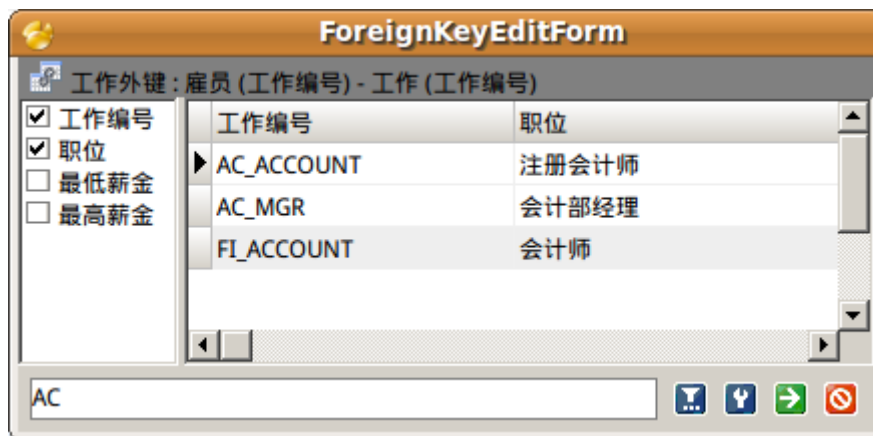 ForeignKeyEditForm
工作外键 : 雇员 (工作编号) - 工作 (工作编号)
工作编号
职位
最低薪金
最高薪金
工作编号 职位
AC_ACCOUNT 注册会计师
AC_MGR 会计部经理
FI_ACCOUNT 会计师
AC